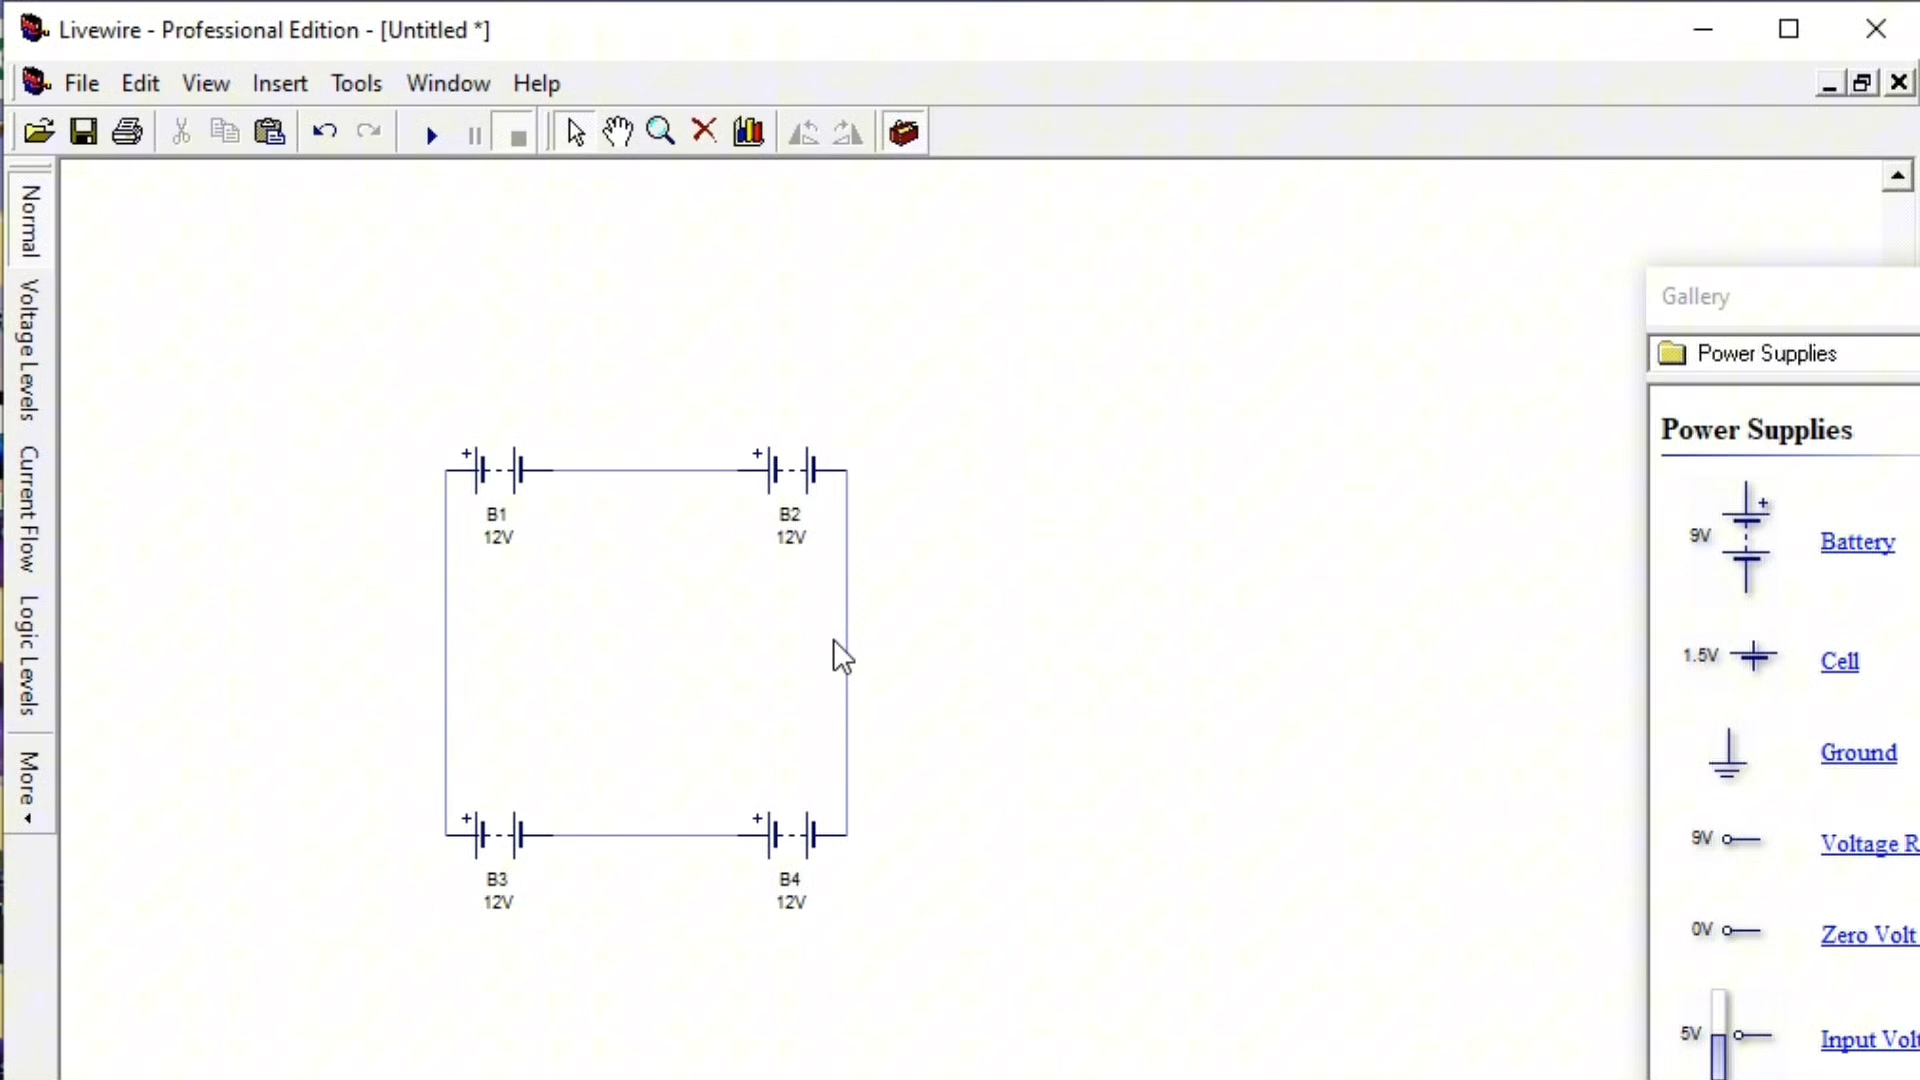 Livewire - Professional Edition - [Untitled *]
File Edit View Insert Tools Window Help
Normal
Voltage Levels
Current Flow
Logic Levels
More
+ +
B1 B2
12V 12V
+ +
B3 B4
12V 12V
Gallery
Power Supplies
Power Supplies
+
9V Battery
1.5V Cell
Ground
9V Voltage R
0V Zero Volt
5V Input Volt